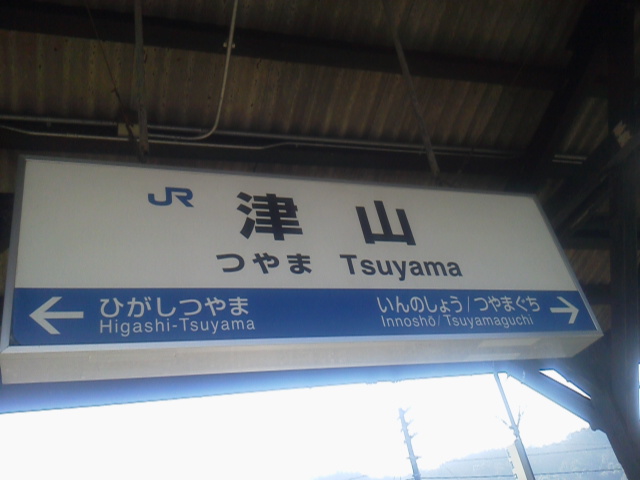 JR 津山
つやま Tsuyama
← ひがしつやま いんのしょう/つやまぐち →
Higashi-Tsuyama Innoshō/Tsuyamaguchi